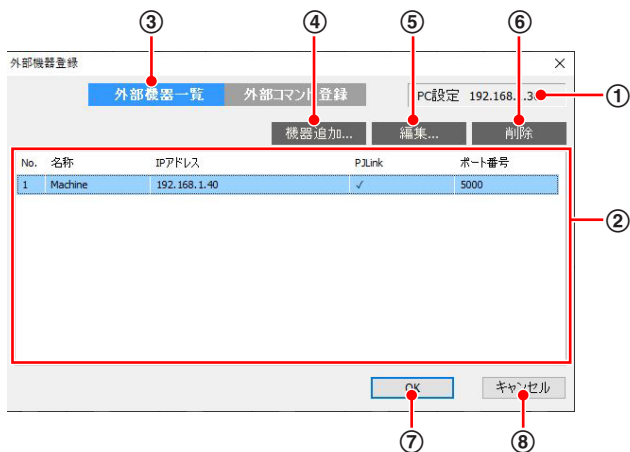 ③ ④ ⑤ ⑥
外部機器登録
外部機器一覧 外部コマンド登録 PC設定 ①
機器追加... 編集... 削除
No. 名称 IPアドレス PJLink ポート番号
1 Machine 192.168.1.40 ✓ 5000
②
OK キャンセル
⑦ ⑧